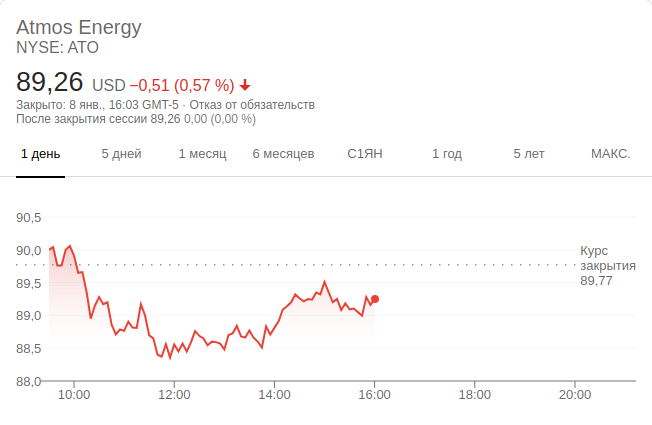 Atmos Energy
NYSE: ATO
89,26 USD −0,51 (0,57 %)
Закрыто: 8 янв., 16:03 GMT-5 · Отказ от обязательств
После закрытия сессии 89,26 0,00 (0,00 %)
1 день 5 дней 1 месяц 6 месяцев С1ЯН 1 год 5 лет МАКС.
90,5
90,0
89,5
89,0
88,5
88,0
Курс
закрытия
89,77
10:00 12:00 14:00 16:00 18:00 20:00